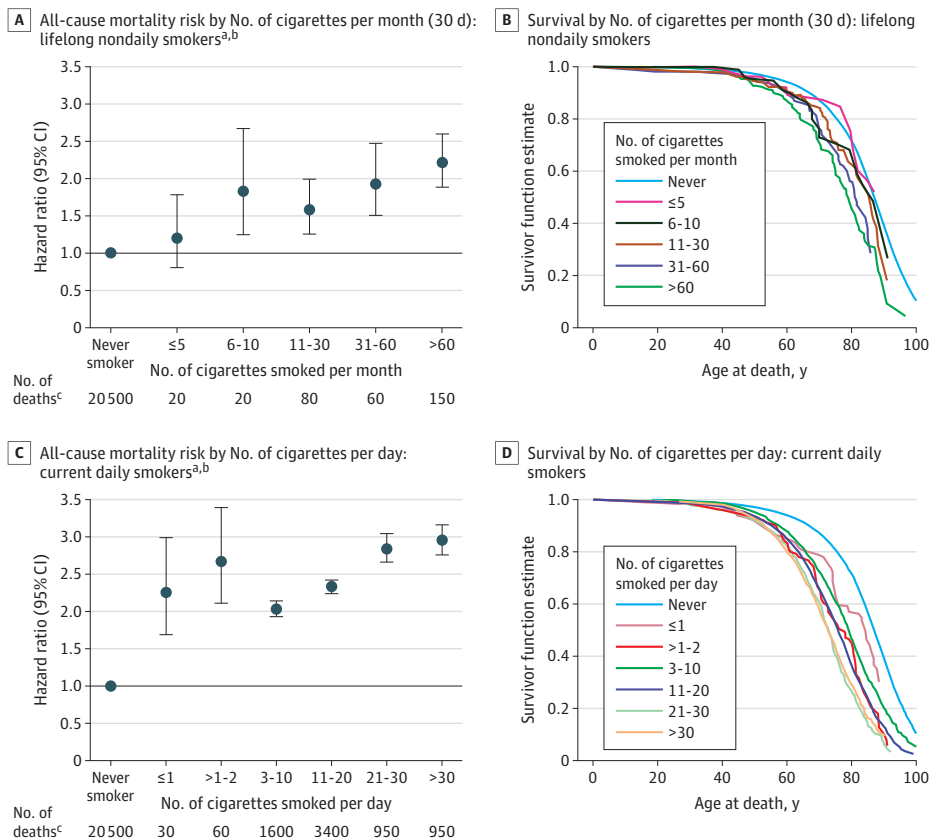 A All-cause mortality risk by No. of cigarettes per month (30 d):
lifelong nondaily smokersa,b
3.5
3.0
2.5
2.0
1.5
1.0
0.5
0
Hazard ratio (95% CI)
Never
smoker
≤5
6-10
11-30
31-60
>60
No. of cigarettes smoked per month
No. of
deathsc
20500 20 20 80 60 150
B Survival by No. of cigarettes per month (30 d): lifelong
nondaily smokers
1.0
0.8
0.6
0.4
0.2
0
Survivor function estimate
No. of cigarettes
smoked per month
Never
≤5
6-10
11-30
31-60
>60
0 20 40 60 80 100
Age at death, y
C All-cause mortality risk by No. of cigarettes per day:
current daily smokersa,b
3.5
3.0
2.5
2.0
1.5
1.0
0.5
0
Hazard ratio (95% CI)
Never
smoker
≤1
>1-2
3-10
11-20
21-30
>30
No. of cigarettes smoked per day
No. of
deathsc
20500 30 60 1600 3400 950 950
D Survival by No. of cigarettes per day: current daily
smokers
1.0
0.8
0.6
0.4
0.2
0
Survivor function estimate
No. of cigarettes
smoked per day
Never
≤1
>1-2
3-10
11-20
21-30
>30
0 20 40 60 80 100
Age at death, y